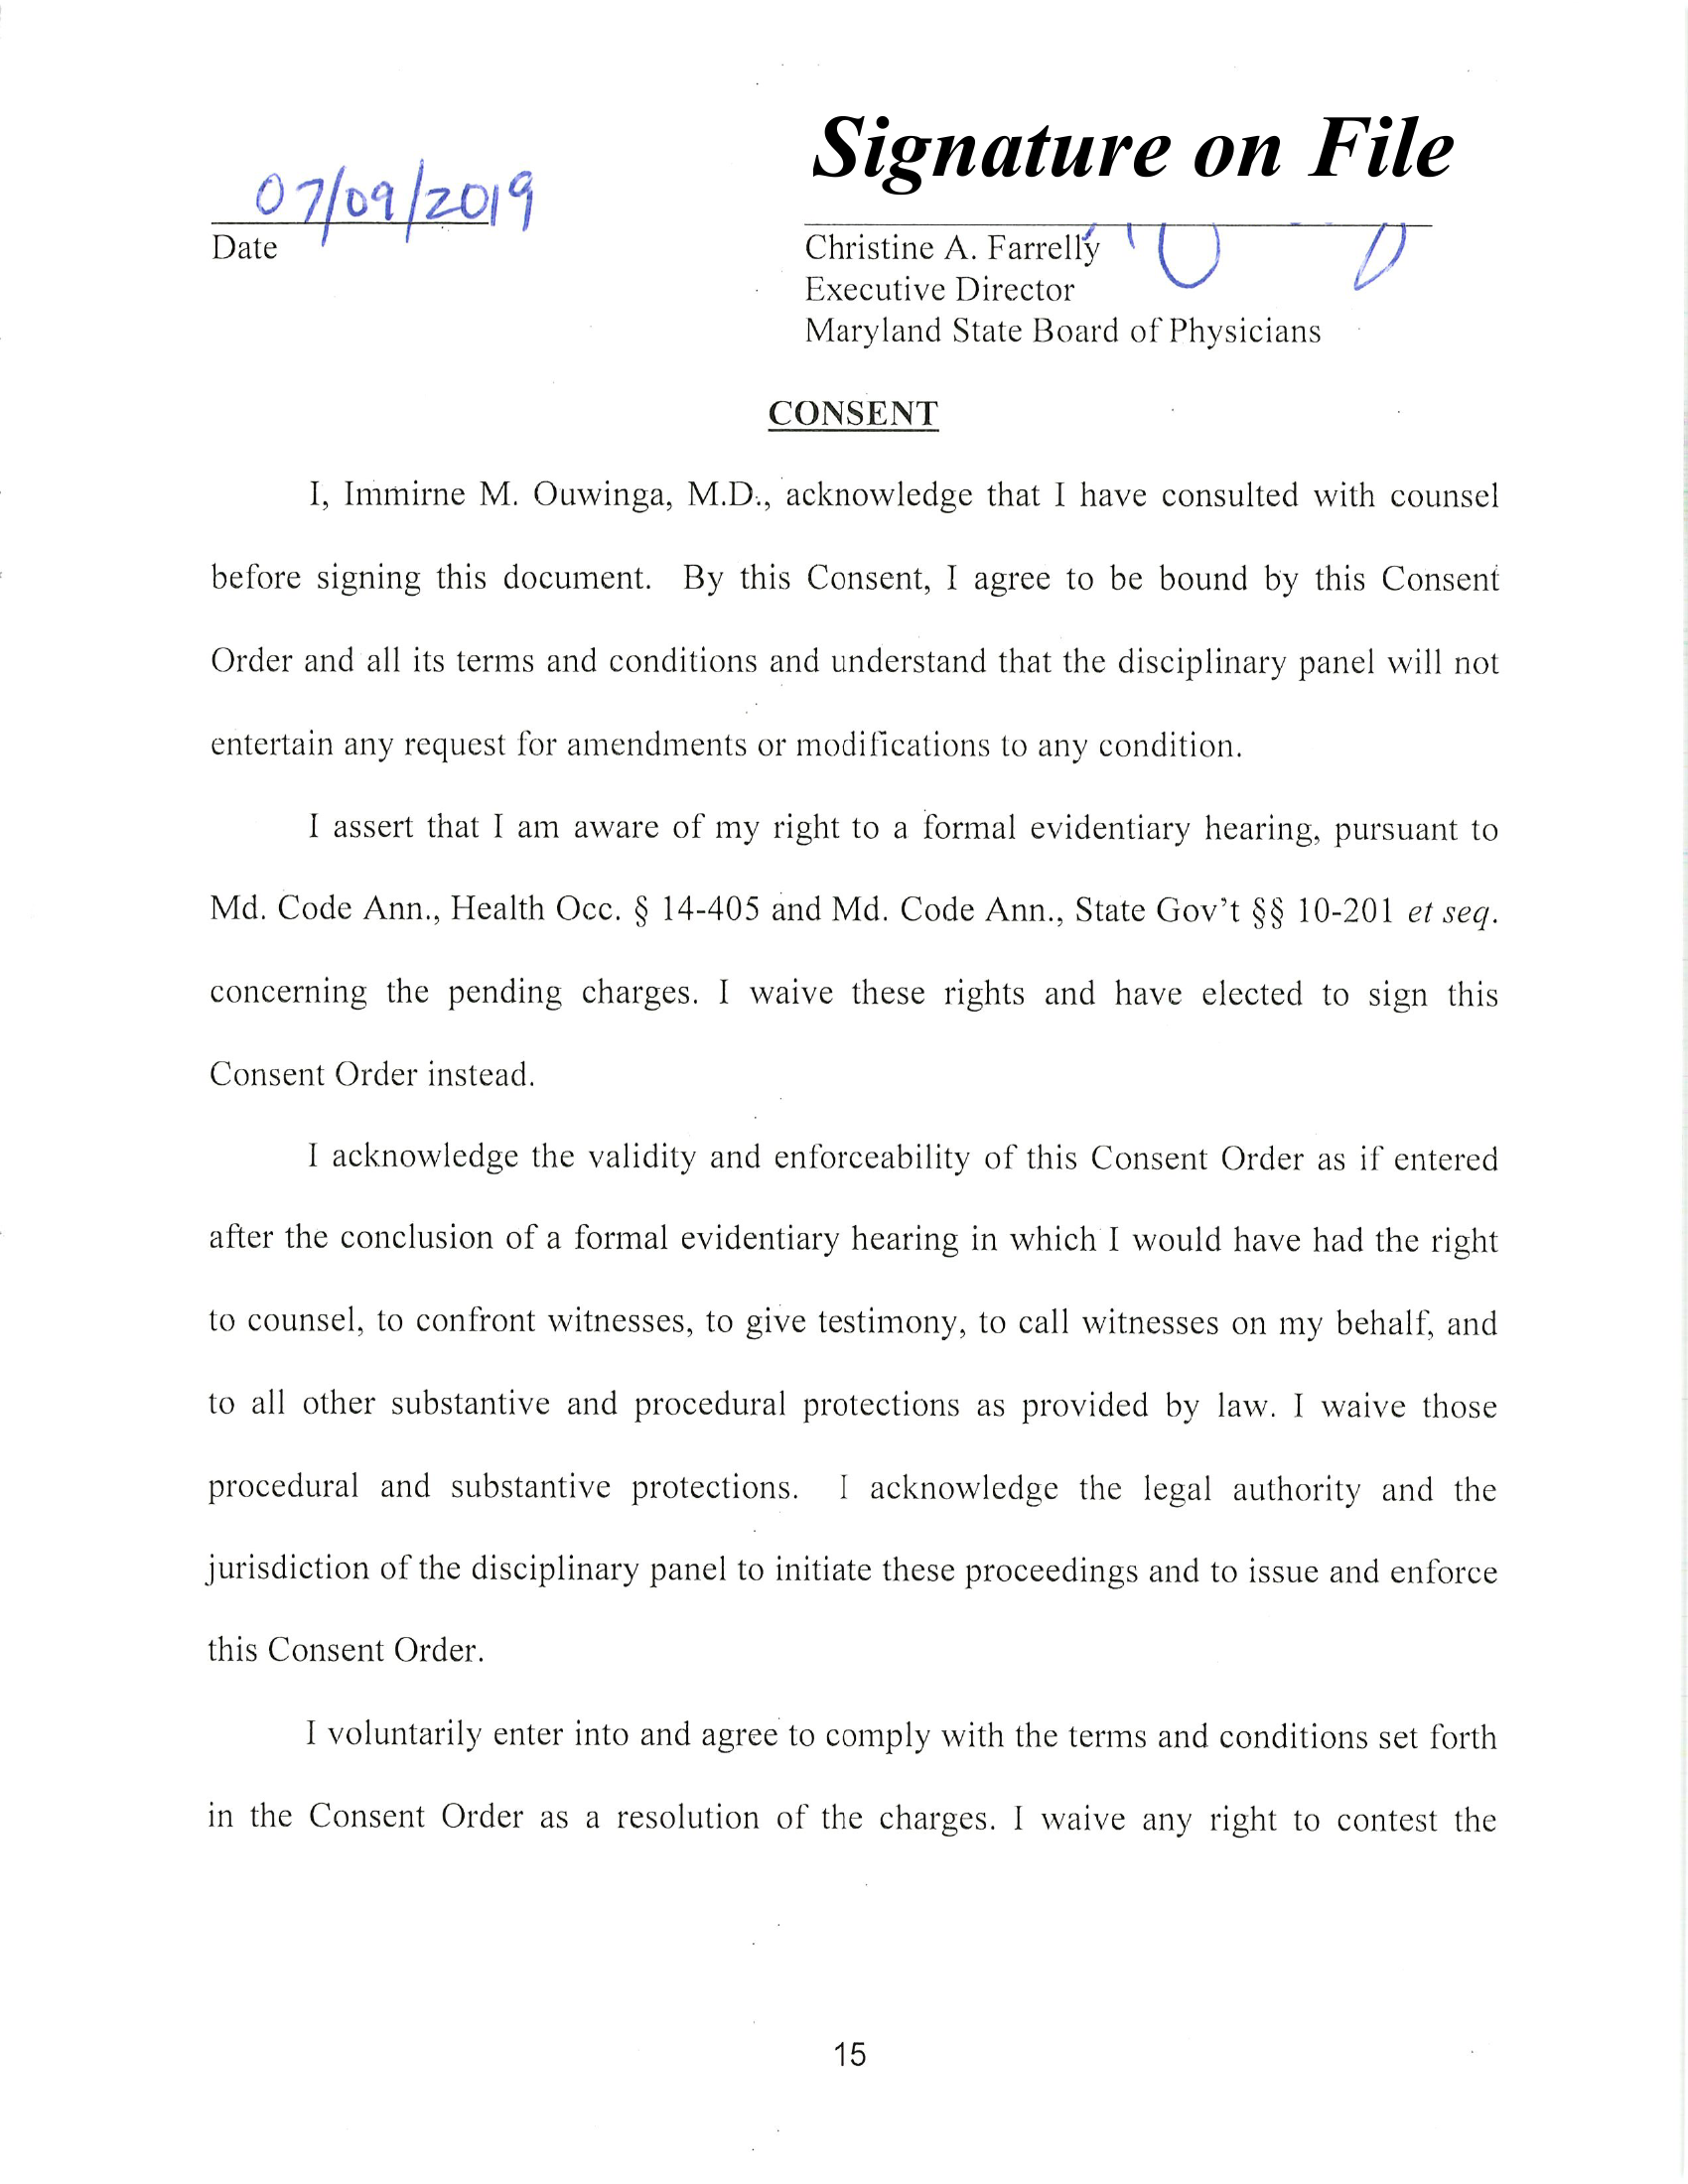 Signature on File
07/09/2019
Date
Christine A. Farrelly
Executive Director
Maryland State Board of Physicians
CONSENT
I, Immirne M. Ouwinga, M.D., acknowledge that I have consulted with counsel
before signing this document. By this Consent, I agree to be bound by this Consent
Order and all its terms and conditions and understand that the disciplinary panel will not
entertain any request for amendments or modifications to any condition.
I assert that I am aware of my right to a formal evidentiary hearing, pursuant to
Md. Code Ann., Health Occ. § 14-405 and Md. Code Ann., State Gov't §§ 10-201 et seq.
concerning the pending charges. I waive these rights and have elected to sign this
Consent Order instead.
I acknowledge the validity and enforceability of this Consent Order as if entered
after the conclusion of a formal evidentiary hearing in which I would have had the right
to counsel, to confront witnesses, to give testimony, to call witnesses on my behalf, and
to all other substantive and procedural protections as provided by law. I waive those
procedural and substantive protections. I acknowledge the legal authority and the
jurisdiction of the disciplinary panel to initiate these proceedings and to issue and enforce
this Consent Order.
I voluntarily enter into and agree to comply with the terms and conditions set forth
in the Consent Order as a resolution of the charges. I waive any right to contest the
15